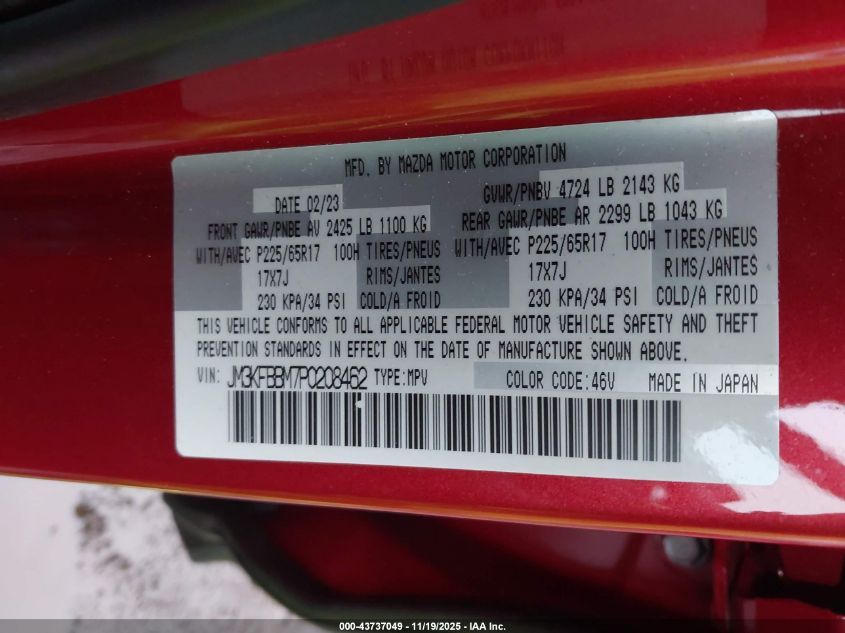 MFD. BY MAZDA MOTOR CORPORATION
DATE 02/23 GVWR/PNBV 4724 LB 2143 KG
FRONT GAWR/PNBE AV 2425 LB 1100 KG REAR GAWR/PNBE AR 2299 LB 1043 KG
WITH/AVEC P225/65R17 100H TIRES/PNEUS WITH/AVEC P225/65R17 100H TIRES/PNEUS
17X7J RIMS/JANTES 17X7J RIMS/JANTES
230 KPA/34 PSI COLD/A FROID 230 KPA/34 PSI COLD/A FROID
THIS VEHICLE CONFORMS TO ALL APPLICABLE FEDERAL MOTOR VEHICLE SAFETY AND THEFT
PREVENTION STANDARDS IN EFFECT ON THE DATE OF MANUFACTURE SHOWN ABOVE.
VIN: JM3KFBBM7P0208462 TYPE:MPV COLOR CODE:46V MADE IN JAPAN
000-43737049 - 11/19/2025 - IAA Inc.